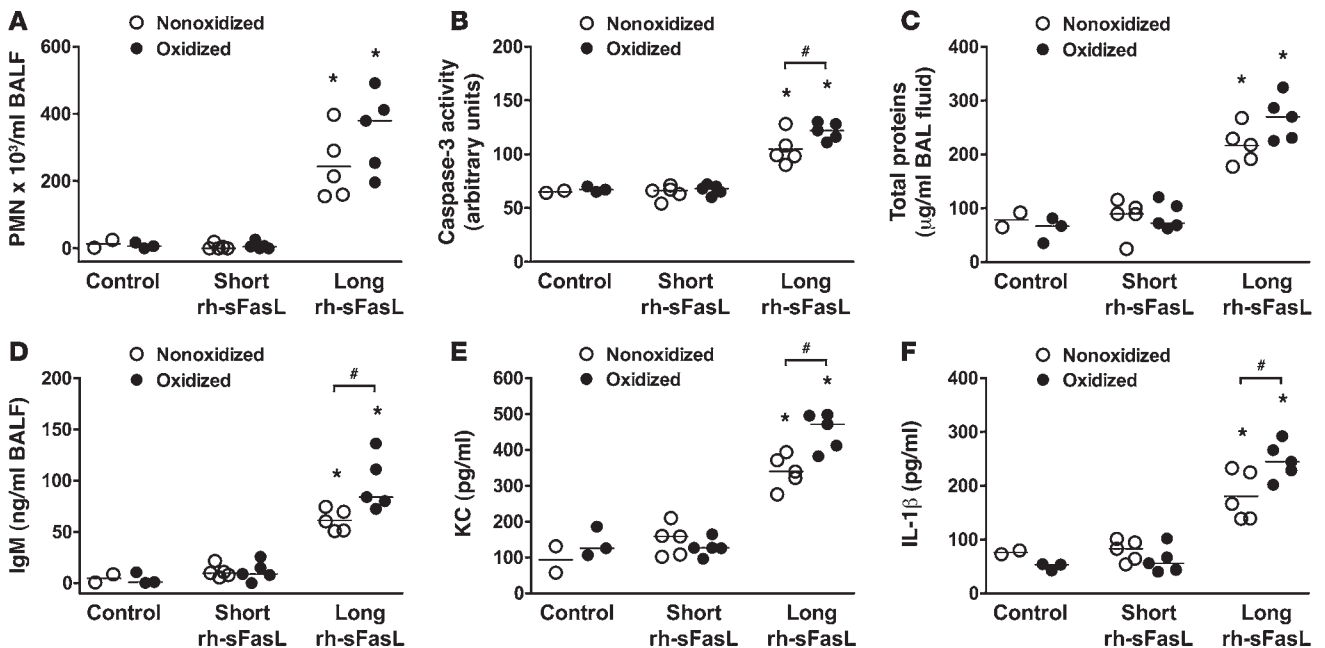 A
Nonoxidized
Oxidized
PMN x 10³/ml BALF
600
400
200
0
*
*
Control
Short rh-sFasL
Long rh-sFasL
B
Nonoxidized
Oxidized
Caspase-3 activity
(arbitrary units)
200
150
100
50
0
#
*
*
Control
Short rh-sFasL
Long rh-sFasL
C
Nonoxidized
Oxidized
Total proteins
(µg/ml BAL fluid)
400
300
200
100
0
*
*
Control
Short rh-sFasL
Long rh-sFasL
D
Nonoxidized
Oxidized
IgM (ng/ml BALF)
200
150
100
50
0
#
*
*
Control
Short rh-sFasL
Long rh-sFasL
E
Nonoxidized
Oxidized
KC (pg/ml)
600
500
400
300
200
100
0
#
*
*
Control
Short rh-sFasL
Long rh-sFasL
F
Nonoxidized
Oxidized
IL-1β (pg/ml)
400
300
200
100
0
#
*
*
Control
Short rh-sFasL
Long rh-sFasL